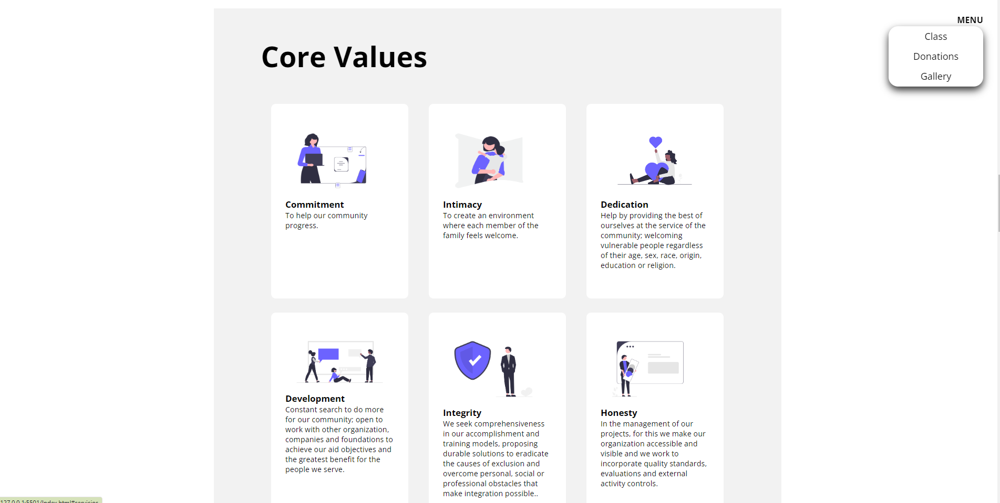 MENU
Class
Donations
Gallery
Core Values
Commitment
To help our community
progress.
Intimacy
To create an environment
where each member of the
family feels welcome.
Dedication
Help by providing the best of
ourselves at the service of the
community; welcoming
vulnerable people regardless
of their age, sex, race, origin,
education or religion.
Development
Constant search to do more
for our community; open to
work with other organization,
companies and foundations to
achieve our aid objectives and
the greatest benefit for the
people we serve.
Integrity
We seek comprehensiveness
in our accomplishment and
training models, proposing
durable solutions to eradicate
the causes of exclusion and
overcome personal, social or
professional obstacles that
make integration possible..
Honesty
In the management of our
projects, for this we make our
organization accessible and
visible and we work to
incorporate quality standards,
evaluations and external
activity controls.
127.0.0.1:5501/Index.html#servicios